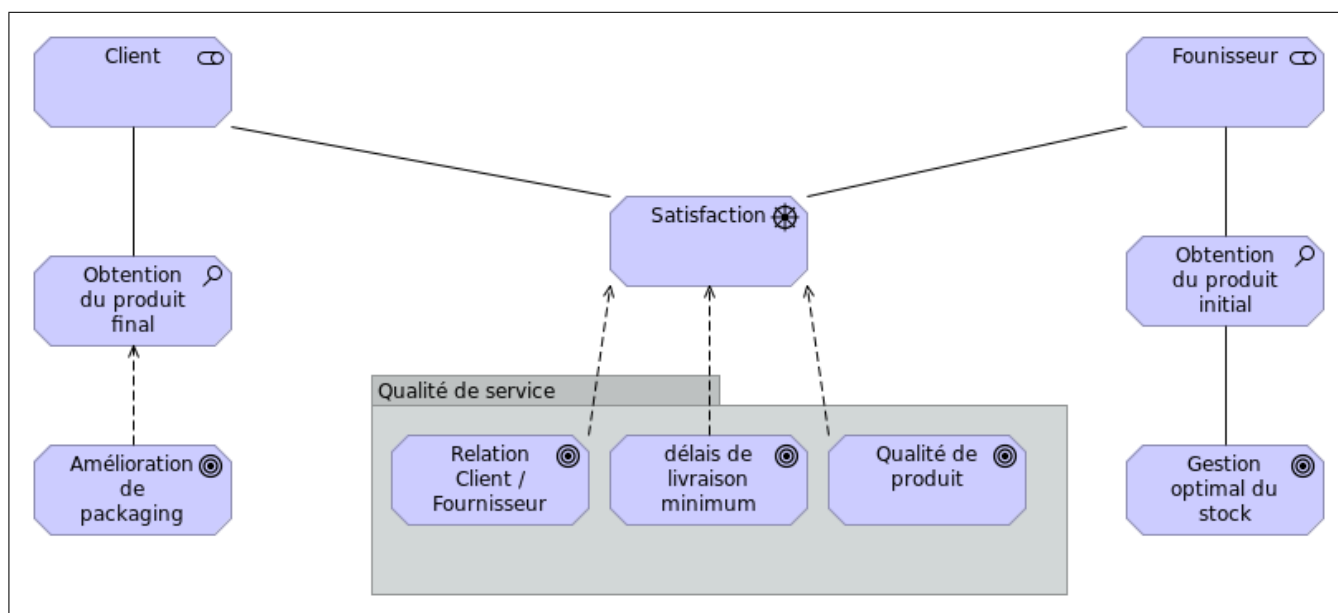 Client
Founisseur
Satisfaction
Obtention
du produit
final
Obtention
du produit
initial
Qualité de service
Amélioration
de
packaging
Relation
Client /
Fournisseur
délais de
livraison
minimum
Qualité de
produit
Gestion
optimal du
stock